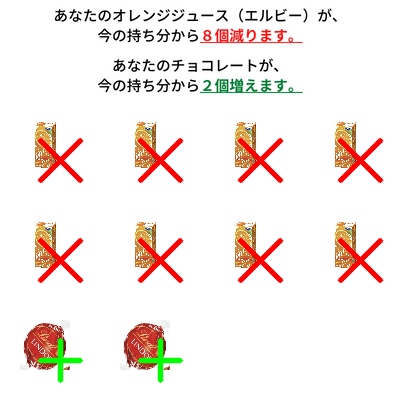 あなたのオレンジジュース（エルビー）が、
今の持ち分から８個減ります。
あなたのチョコレートが、
今の持ち分から２個増えます。